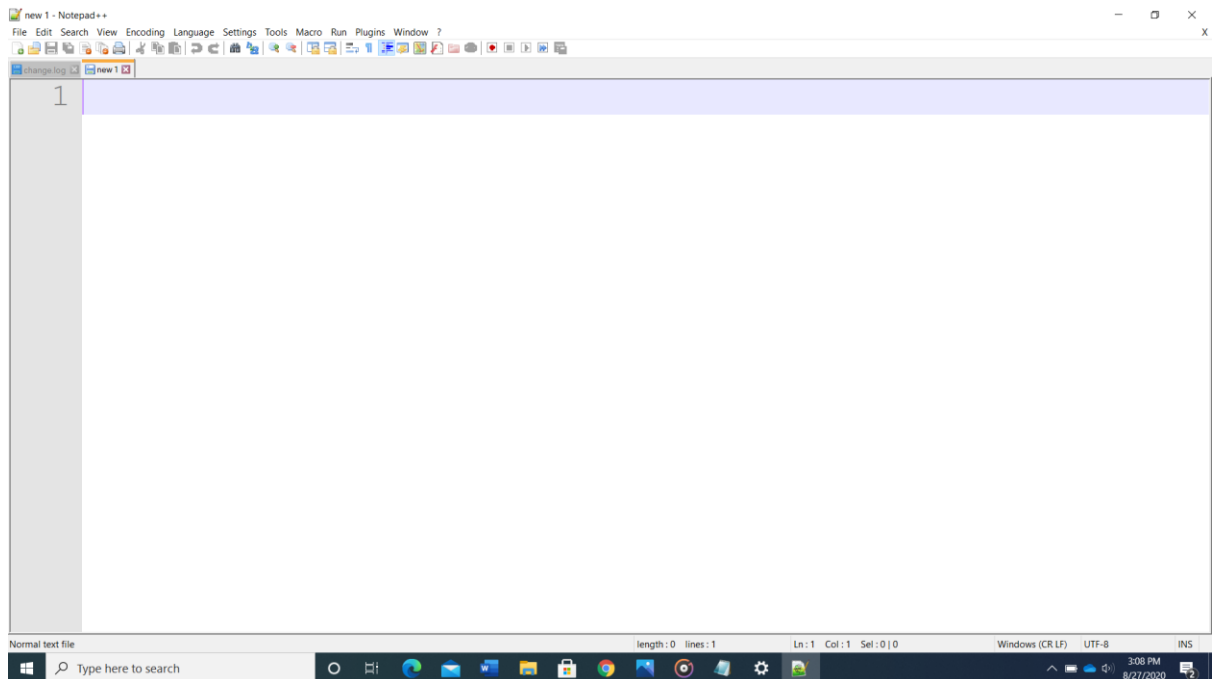 new 1 - Notepad++
File Edit Search View Encoding Language Settings Tools Macro Run Plugins Window ? X
change.log new 1
1
Normal text file length : 0 lines : 1 Ln : 1 Col : 1 Sel : 0 | 0 Windows (CR LF) UTF-8 INS
Type here to search 3:08 PM
8/27/2020